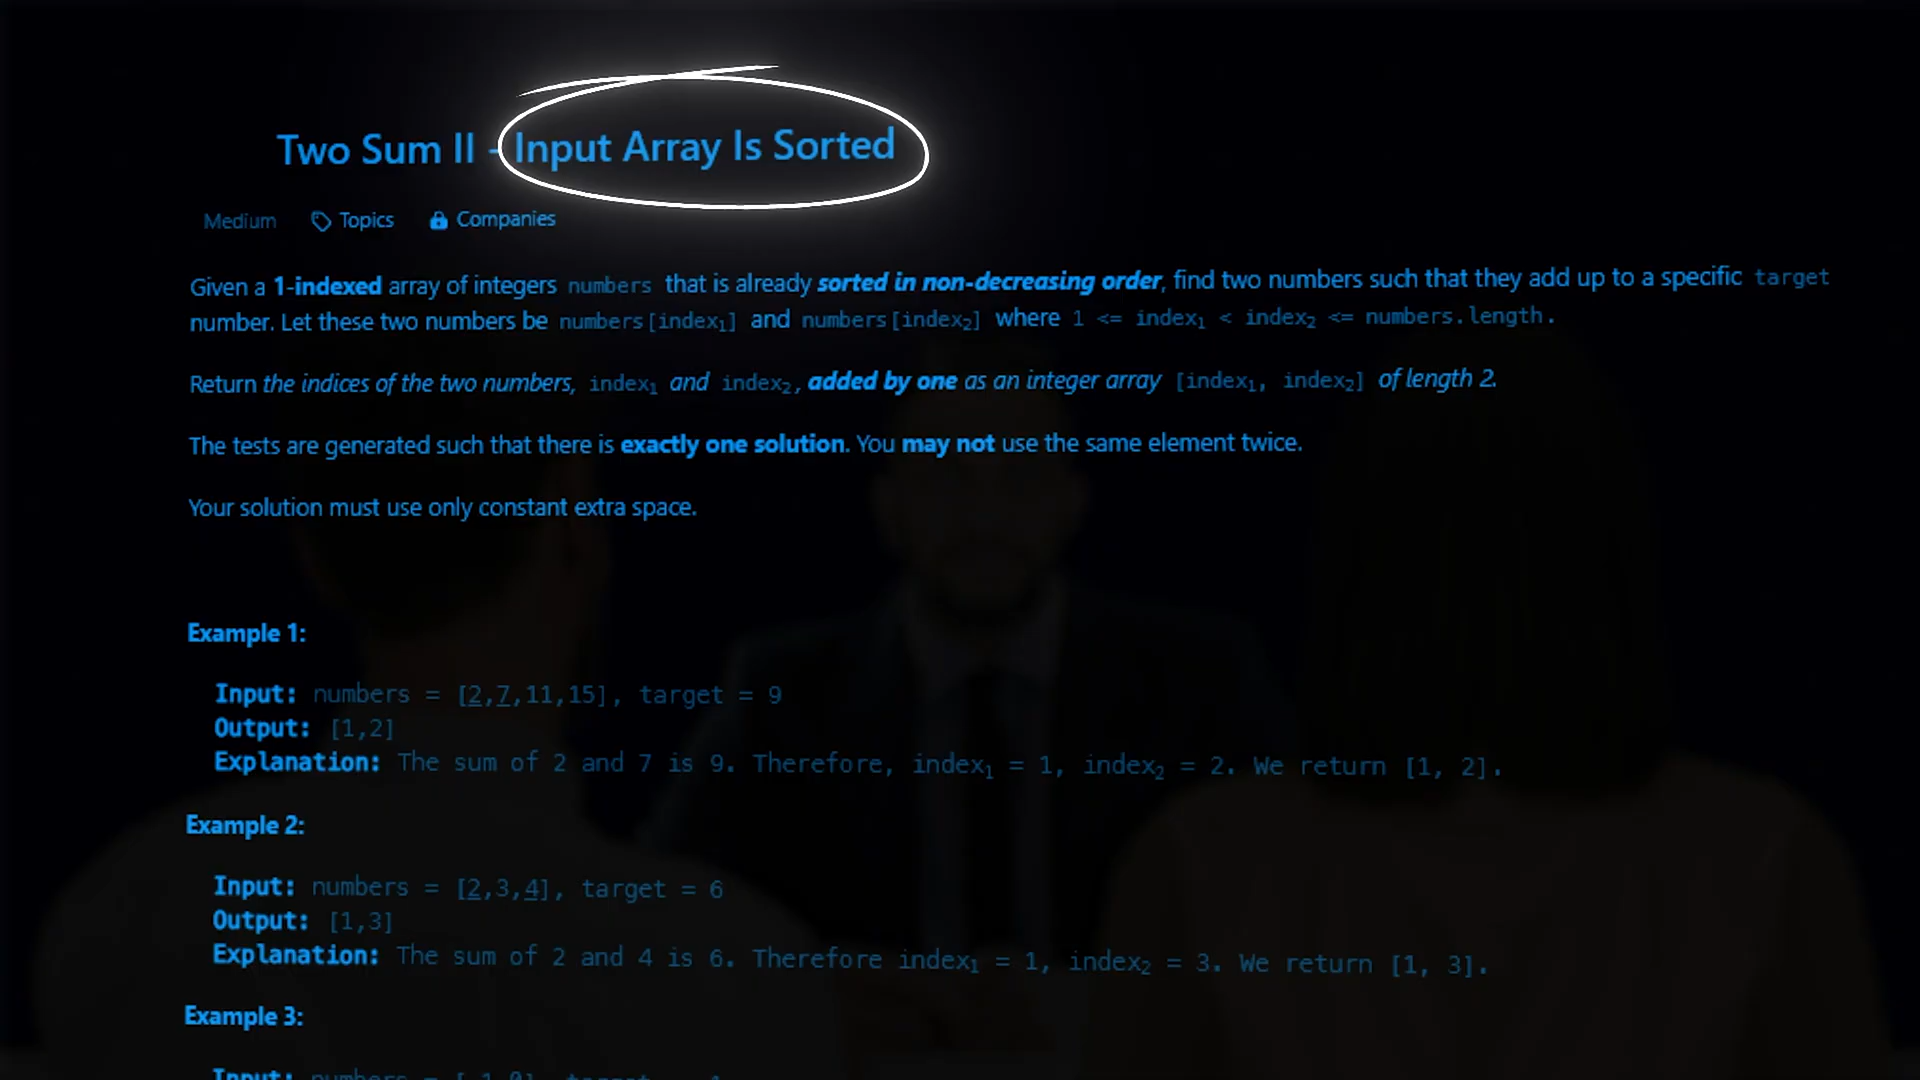 Two Sum II - Input Array Is Sorted
Medium Topics Companies
Given a 1-indexed array of integers numbers that is already sorted in non-decreasing order, find two numbers such that they add up to a specific target
number. Let these two numbers be numbers[index₁] and numbers[index₂] where 1 <= index₁ < index₂ <= numbers.length.
Return the indices of the two numbers, index₁ and index₂, added by one as an integer array [index₁, index₂] of length 2.
The tests are generated such that there is exactly one solution. You may not use the same element twice.
Your solution must use only constant extra space.
Example 1:
Input: numbers = [2,7,11,15], target = 9
Output: [1,2]
Explanation: The sum of 2 and 7 is 9. Therefore, index₁ = 1, index₂ = 2. We return [1, 2].
Example 2:
Input: numbers = [2,3,4], target = 6
Output: [1,3]
Explanation: The sum of 2 and 4 is 6. Therefore index₁ = 1, index₂ = 3. We return [1, 3].
Example 3:
Input: numbers =